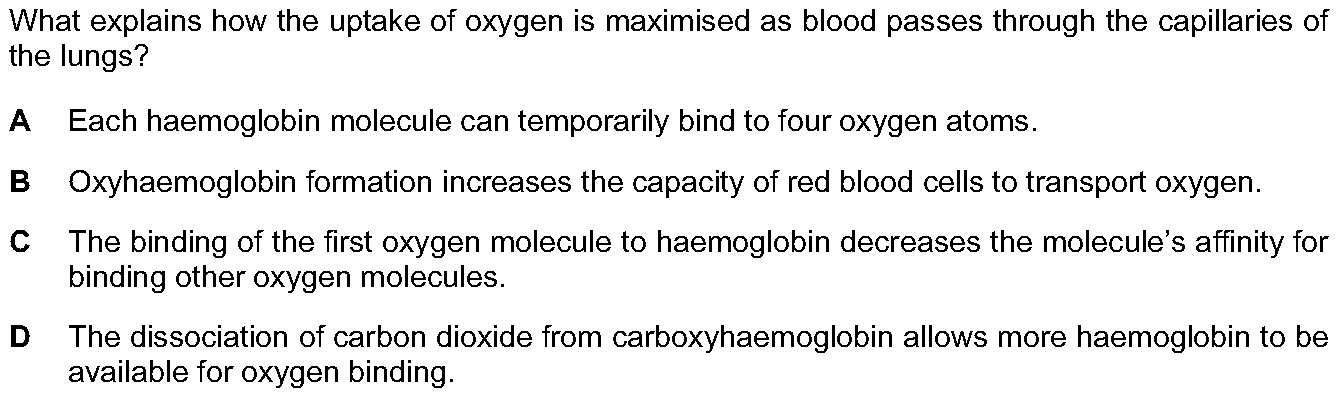 What explains how the uptake of oxygen is maximised as blood passes through the capillaries of
the lungs?
A Each haemoglobin molecule can temporarily bind to four oxygen atoms.
B Oxyhaemoglobin formation increases the capacity of red blood cells to transport oxygen.
C The binding of the first oxygen molecule to haemoglobin decreases the molecule's affinity for
binding other oxygen molecules.
D The dissociation of carbon dioxide from carboxyhaemoglobin allows more haemoglobin to be
available for oxygen binding.